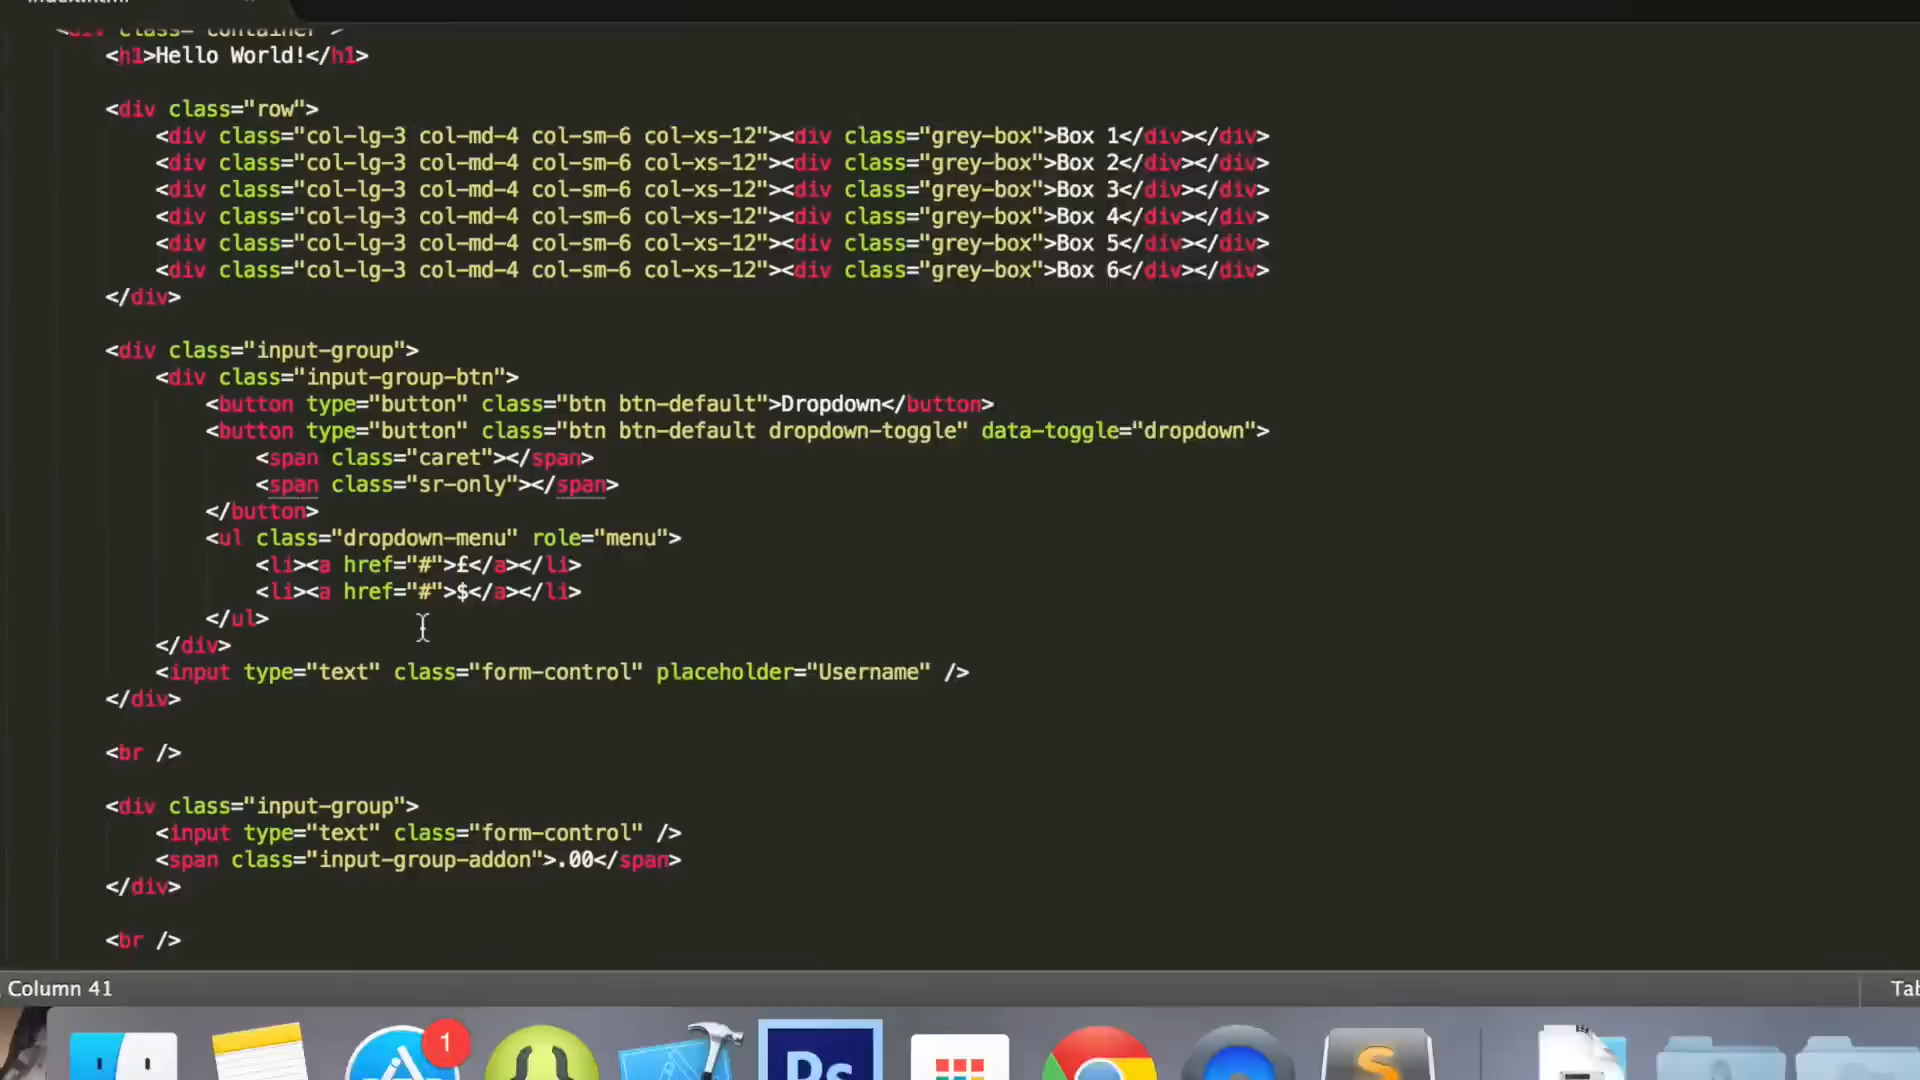 index.html
<div class="container">
<h1>Hello World!</h1>
<div class="row">
<div class="col-lg-3 col-md-4 col-sm-6 col-xs-12"><div class="grey-box">Box 1</div></div>
<div class="col-lg-3 col-md-4 col-sm-6 col-xs-12"><div class="grey-box">Box 2</div></div>
<div class="col-lg-3 col-md-4 col-sm-6 col-xs-12"><div class="grey-box">Box 3</div></div>
<div class="col-lg-3 col-md-4 col-sm-6 col-xs-12"><div class="grey-box">Box 4</div></div>
<div class="col-lg-3 col-md-4 col-sm-6 col-xs-12"><div class="grey-box">Box 5</div></div>
<div class="col-lg-3 col-md-4 col-sm-6 col-xs-12"><div class="grey-box">Box 6</div></div>
</div>
<div class="input-group">
<div class="input-group-btn">
<button type="button" class="btn btn-default">Dropdown</button>
<button type="button" class="btn btn-default dropdown-toggle" data-toggle="dropdown">
<span class="caret"></span>
<span class="sr-only"></span>
</button>
<ul class="dropdown-menu" role="menu">
<li><a href="#">£</a></li>
<li><a href="#">$</a></li>
</ul>
</div>
<input type="text" class="form-control" placeholder="Username" />
</div>
<br />
<div class="input-group">
<input type="text" class="form-control" />
<span class="input-group-addon">.00</span>
</div>
<br />
Column 41
Tab
1
Ps
S